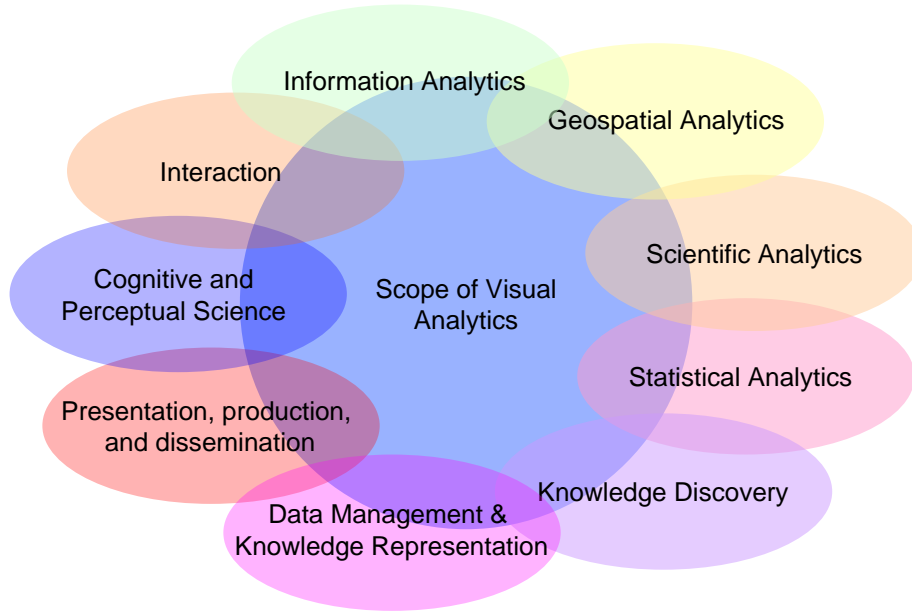 Information Analytics
Geospatial Analytics
Interaction
Scientific Analytics
Cognitive and
Perceptual Science
Scope of Visual
Analytics
Statistical Analytics
Presentation, production,
and dissemination
Knowledge Discovery
Data Management &
Knowledge Representation